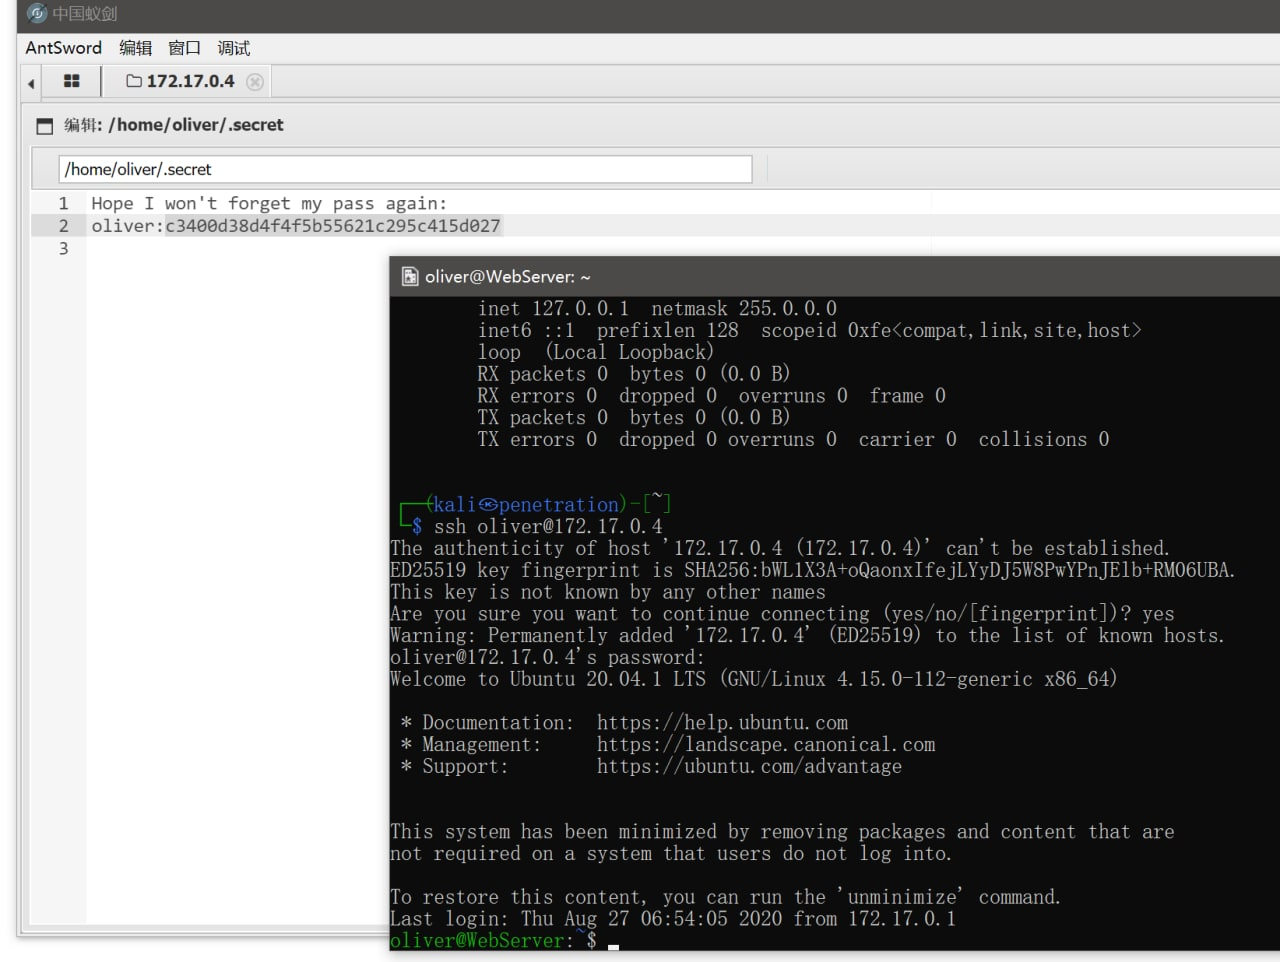 中国蚁剑
AntSword 编辑 窗口 调试
172.17.0.4
编辑: /home/oliver/.secret
/home/oliver/.secret
1 Hope I won't forget my pass again:
2 oliver:c3400d38d4f4f5b55621c295c415d027
3
oliver@WebServer: ~
inet 127.0.0.1 netmask 255.0.0.0
inet6 ::1 prefixlen 128 scopeid 0xfe<compat,link,site,host>
loop (Local Loopback)
RX packets 0 bytes 0 (0.0 B)
RX errors 0 dropped 0 overruns 0 frame 0
TX packets 0 bytes 0 (0.0 B)
TX errors 0 dropped 0 overruns 0 carrier 0 collisions 0
┌──(kali㉿penetration)-[~]
└─$ ssh oliver@172.17.0.4
The authenticity of host '172.17.0.4 (172.17.0.4)' can't be established.
ED25519 key fingerprint is SHA256:bWL1X3A+oQaonxIfejLYyDJ5W8PwYPnJElb+RMO6UBA.
This key is not known by any other names
Are you sure you want to continue connecting (yes/no/[fingerprint])? yes
Warning: Permanently added '172.17.0.4' (ED25519) to the list of known hosts.
oliver@172.17.0.4's password:
Welcome to Ubuntu 20.04.1 LTS (GNU/Linux 4.15.0-112-generic x86_64)
* Documentation: https://help.ubuntu.com
* Management: https://landscape.canonical.com
* Support: https://ubuntu.com/advantage
This system has been minimized by removing packages and content that are
not required on a system that users do not log into.
To restore this content, you can run the 'unminimize' command.
Last login: Thu Aug 27 06:54:05 2020 from 172.17.0.1
oliver@WebServer:~$